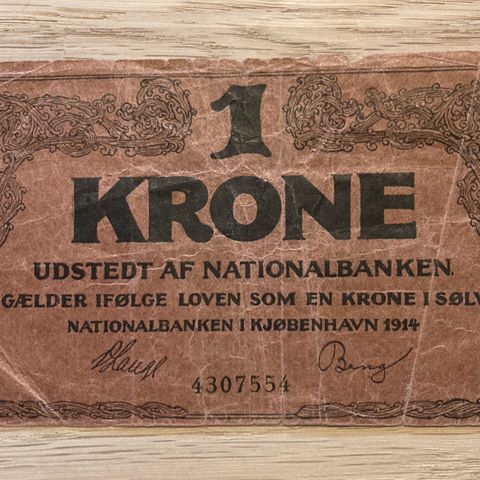 1
KRONE
UDSTEDT AF NATIONALBANKEN.
GÆLDER IFØLGE LOVEN SOM EN KRONE I SØLV
NATIONALBANKEN I KJØBENHAVN 1914
4307554